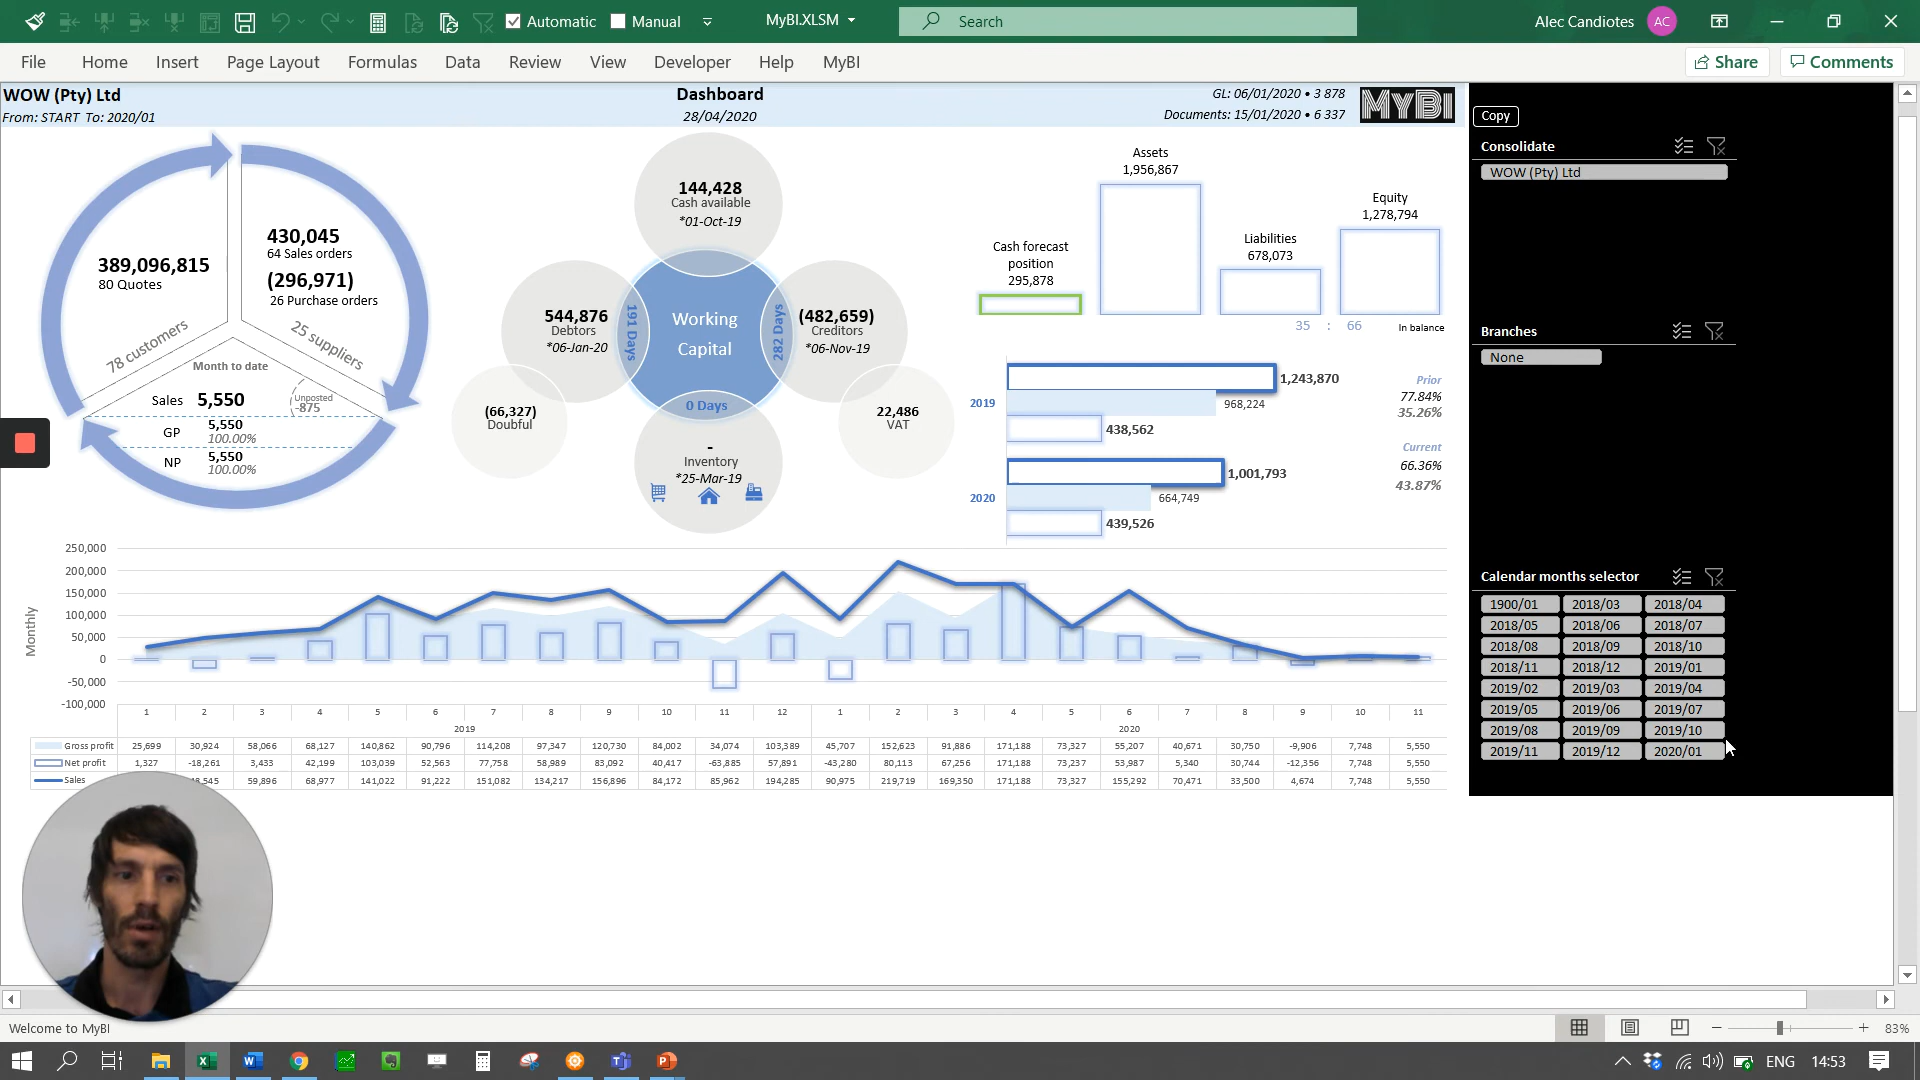 Automatic
Manual
MyBI.XLSM
Search
Alec Candiotes
AC
File
Home
Insert
Page Layout
Formulas
Data
Review
View
Developer
Help
MyBI
Share
Comments
WOW (Pty) Ltd
From: START To: 2020/01
Dashboard
28/04/2020
GL: 06/01/2020 • 3 878
Documents: 15/01/2020 • 6 337
MYBI
389,096,815
80 Quotes
430,045
64 Sales orders
(296,971)
26 Purchase orders
78 customers
25 suppliers
Month to date
Sales 5,550
Unposted
-875
GP
5,550
100.00%
NP
5,550
100.00%
144,428
Cash available
*01-Oct-19
544,876
Debtors
*06-Jan-20
191 Days
Working
Capital
282 Days
(482,659)
Creditors
*06-Nov-19
(66,327)
Doubful
0 Days
22,486
VAT
-
Inventory
*25-Mar-19
Cash forecast
position
295,878
Assets
1,956,867
Liabilities
678,073
Equity
1,278,794
35 : 66
In balance
2019
1,243,870
968,224
438,562
Prior
77.84%
35.26%
2020
1,001,793
664,749
439,526
Current
66.36%
43.87%
Monthly
250,000
200,000
150,000
100,000
50,000
0
-50,000
-100,000
1 2 3 4 5 6 7 8 9 10 11 12 1 2 3 4 5 6 7 8 9 10 11
2019 2020
Gross profit 25,699 30,924 58,066 68,127 140,862 90,796 114,208 97,347 120,730 84,002 34,074 103,389 45,707 152,623 91,886 171,188 73,327 55,207 40,671 30,750 -9,906 7,748 5,550
Net profit 1,327 -18,261 3,433 42,199 103,039 52,563 77,758 58,989 83,092 40,417 -63,885 57,891 -43,280 80,113 67,256 171,188 73,237 53,987 5,340 30,744 -12,356 7,748 5,550
Sales 59,896 68,977 141,022 91,222 151,082 134,217 156,896 84,172 85,962 194,285 90,975 219,719 169,350 171,188 73,327 155,292 70,471 33,500 4,674 7,748 5,550
Copy
Consolidate
WOW (Pty) Ltd
Branches
None
Calendar months selector
1900/01 2018/03 2018/04
2018/05 2018/06 2018/07
2018/08 2018/09 2018/10
2018/11 2018/12 2019/01
2019/02 2019/03 2019/04
2019/05 2019/06 2019/07
2019/08 2019/09 2019/10
2019/11 2019/12 2020/01
Welcome to MyBI
83%
ENG
14:53